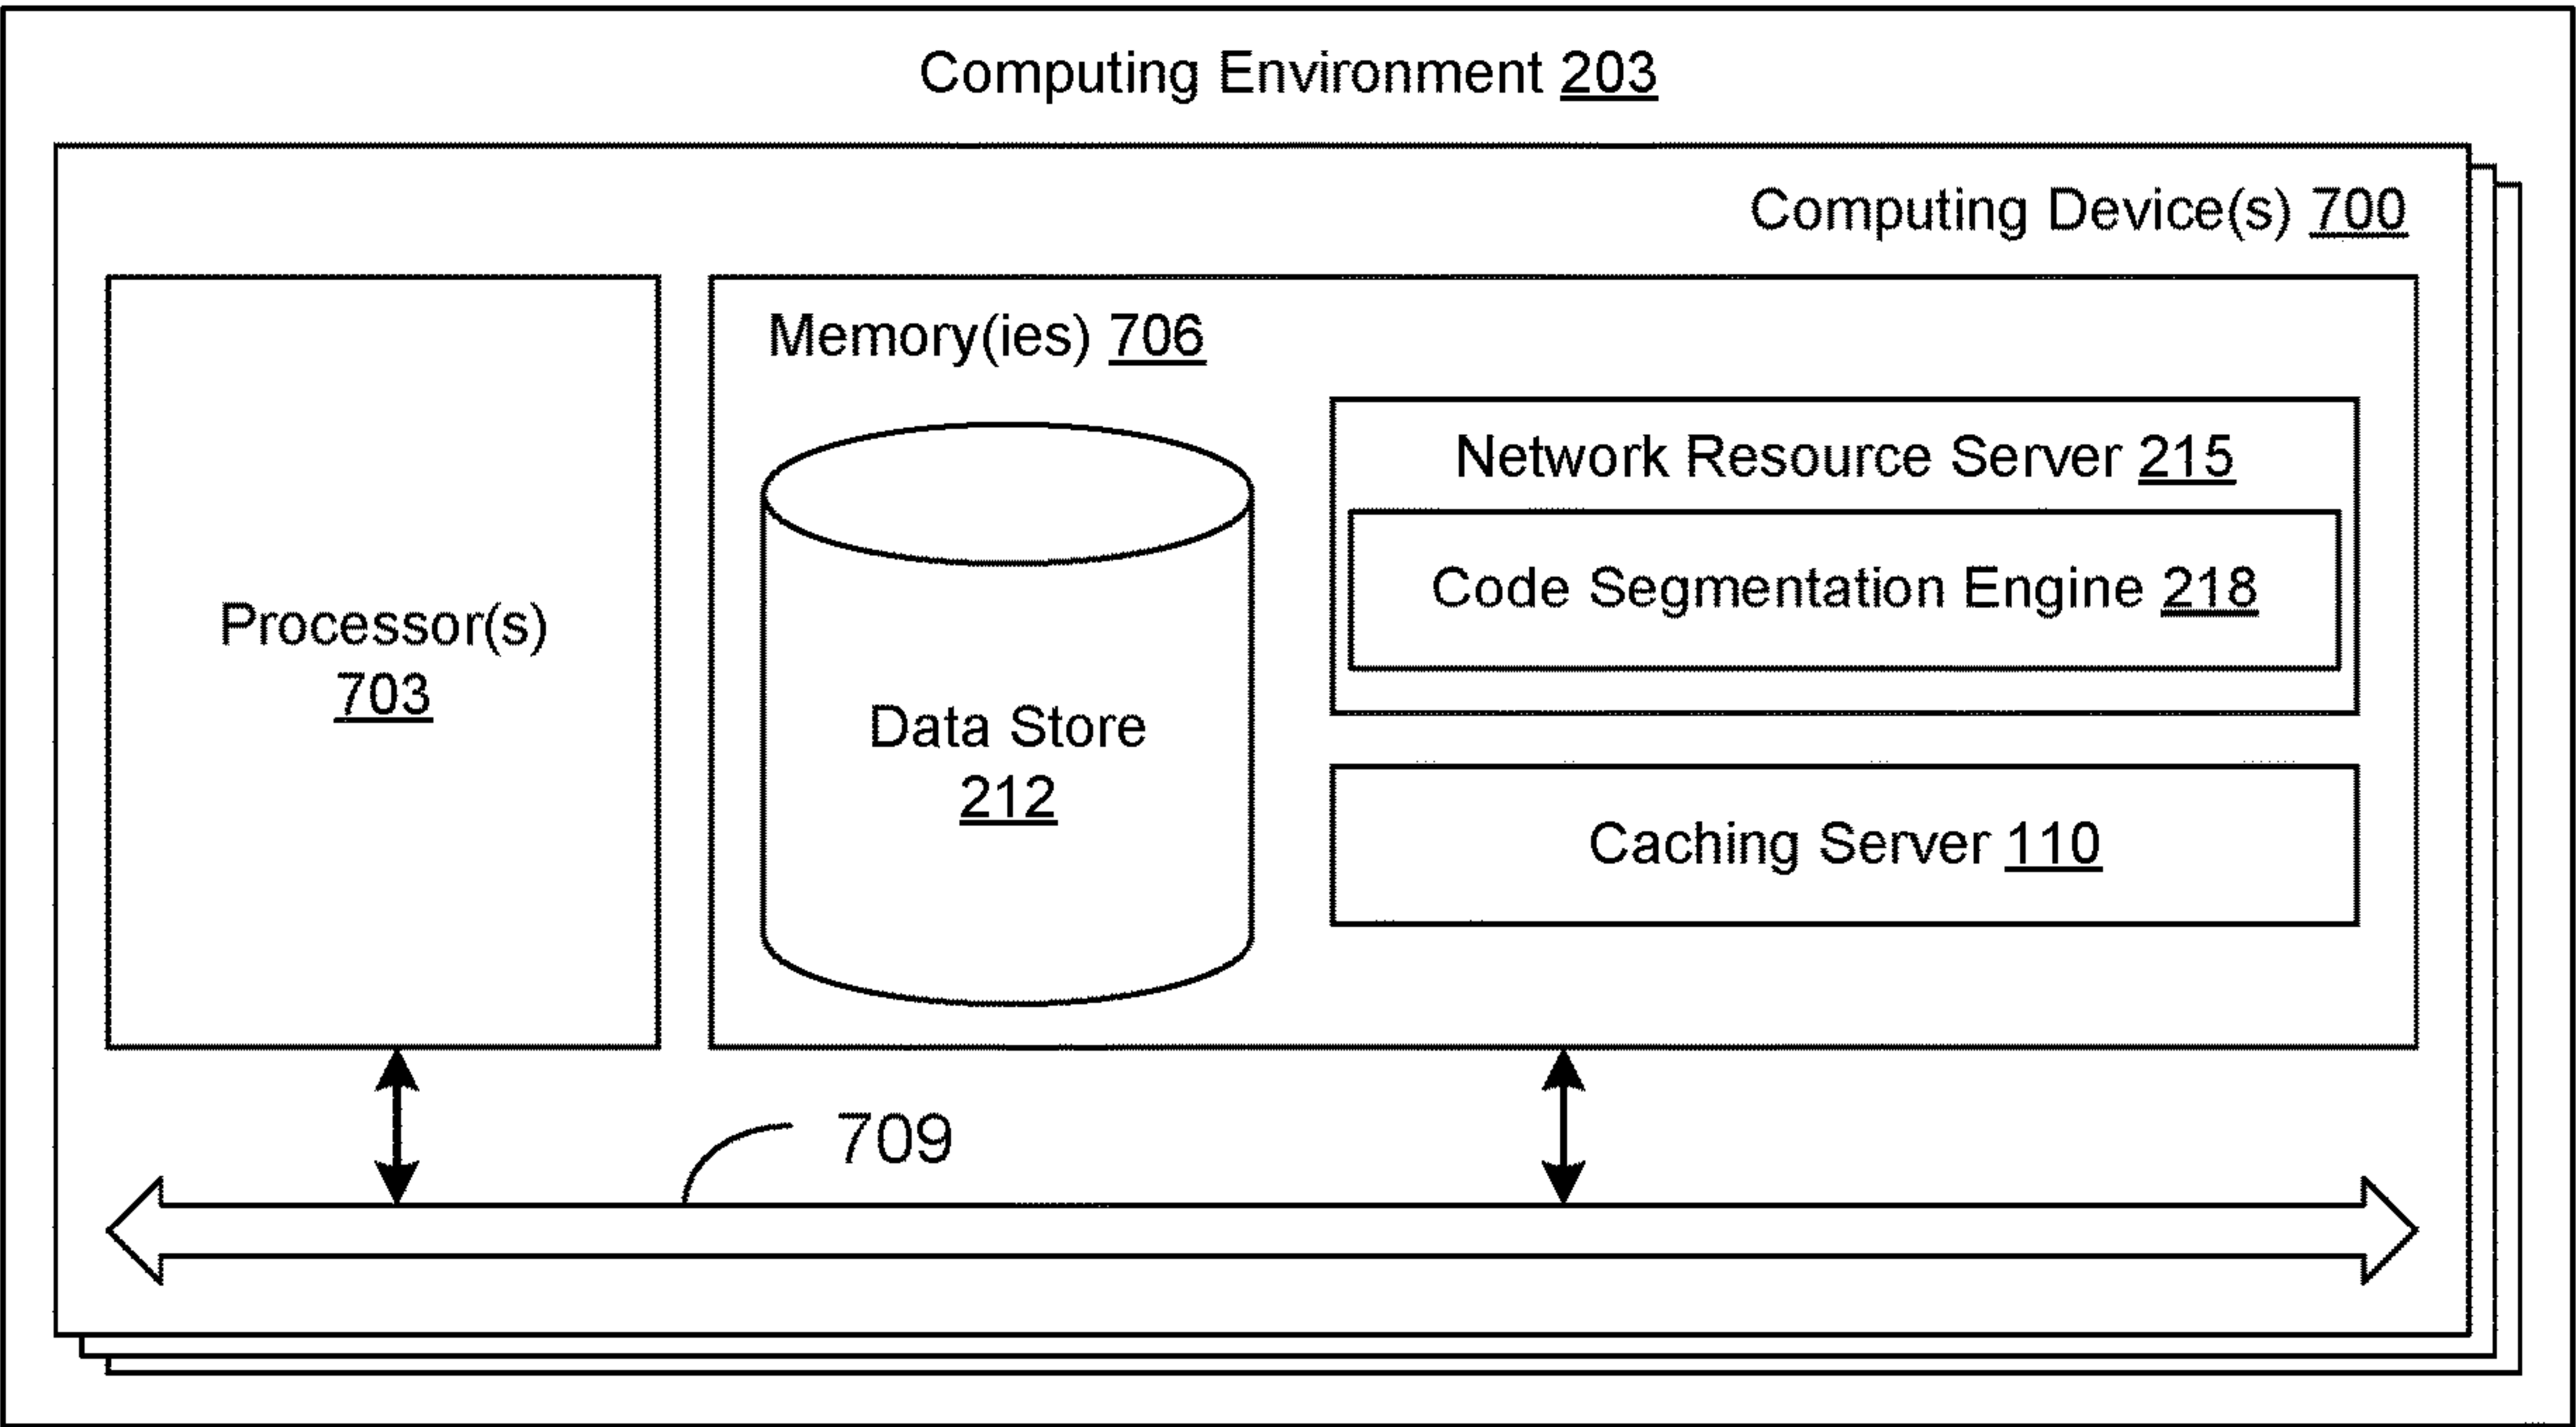 Computing Environment 203
Computing Device(s) 700
Processor(s)
703
Memory(ies) 706
Data Store
212
Network Resource Server 215
Code Segmentation Engine 218
Caching Server 110
709